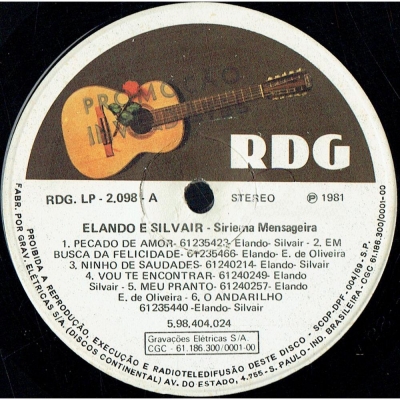 PROMOÇÃO
RDG
RDG. LP - 2,098 - A
STEREO
℗ 1981
ELANDO E SILVAIR - Siriema Mensageira
1. PECADO DE AMOR- 61235423- Elando- Silvair - 2. EM
BUSCA DA FELICIDADE- 61235466- Elando- E. de Oliveira
3. NINHO DE SAUDADES- 61240214- Elando- Silvair
4. VOU TE ENCONTRAR- 61240249- Elando-
Silvair - 5. MEU PRANTO- 61240257- Elando-
E. de Oliveira - 6. O ANDARILHO
61235440 -Elando- Silvair
5.98,404,024
Gravações Elétricas S/A.
CGC - 61.186.300/0001-00
FABR. POR GRAV. ELÉTRICAS S/A. (DISCOS CONTINENTAL) AV. DO ESTADO, 4.755 - S. PAULO - IND. BRASILEIRA - CGC 61.186.300/0001-00
PROIBIDA A REPRODUÇÃO, EXECUÇÃO E RADIOTELEDIFUSÃO DESTE DISCO - SCDP-DPF-004/69 - S.P.